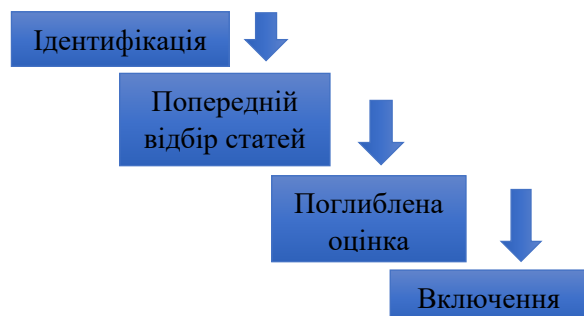 Ідентифікація
Попередній
відбір статей
Поглиблена
оцінка
Включення